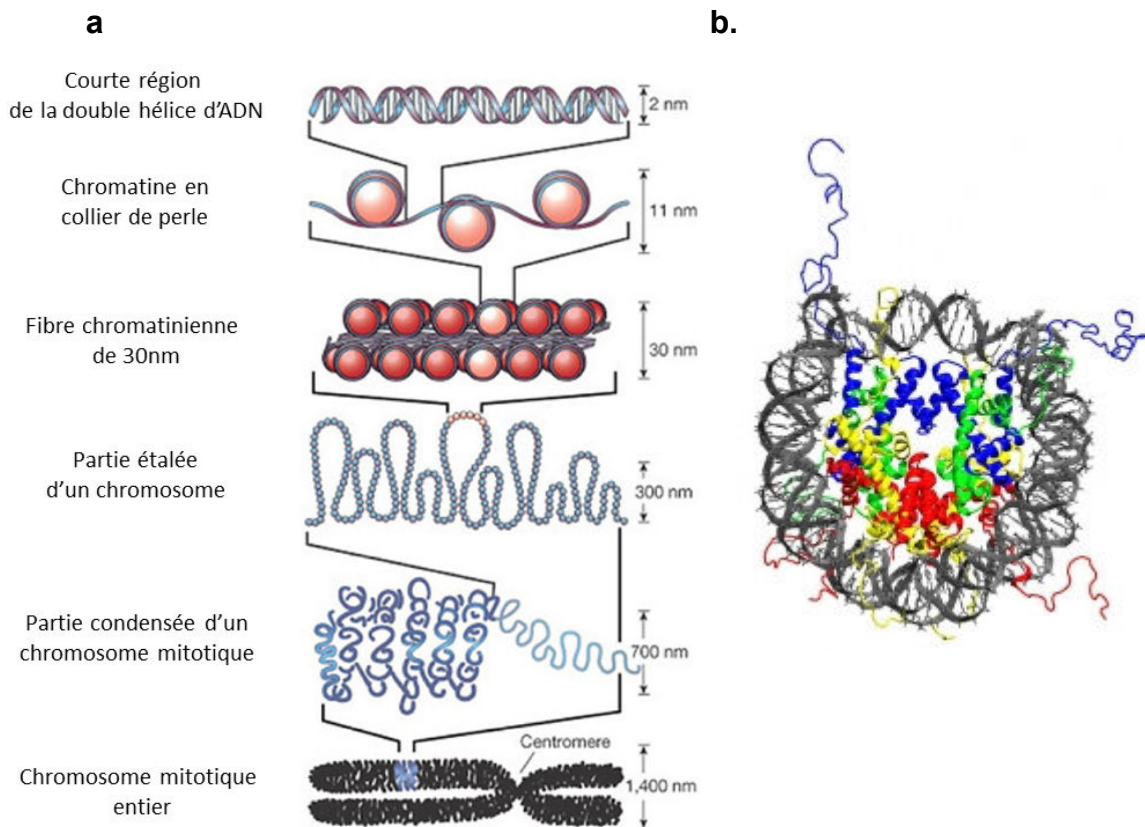 a
b.
Courte région
de la double hélice d'ADN
2 nm
Chromatine en
collier de perle
11 nm
Fibre chromatinienne
de 30nm
30 nm
Partie étalée
d'un chromosome
300 nm
Partie condensée d'un
chromosome mitotique
700 nm
Centromere
Chromosome mitotique
entier
1,400 nm